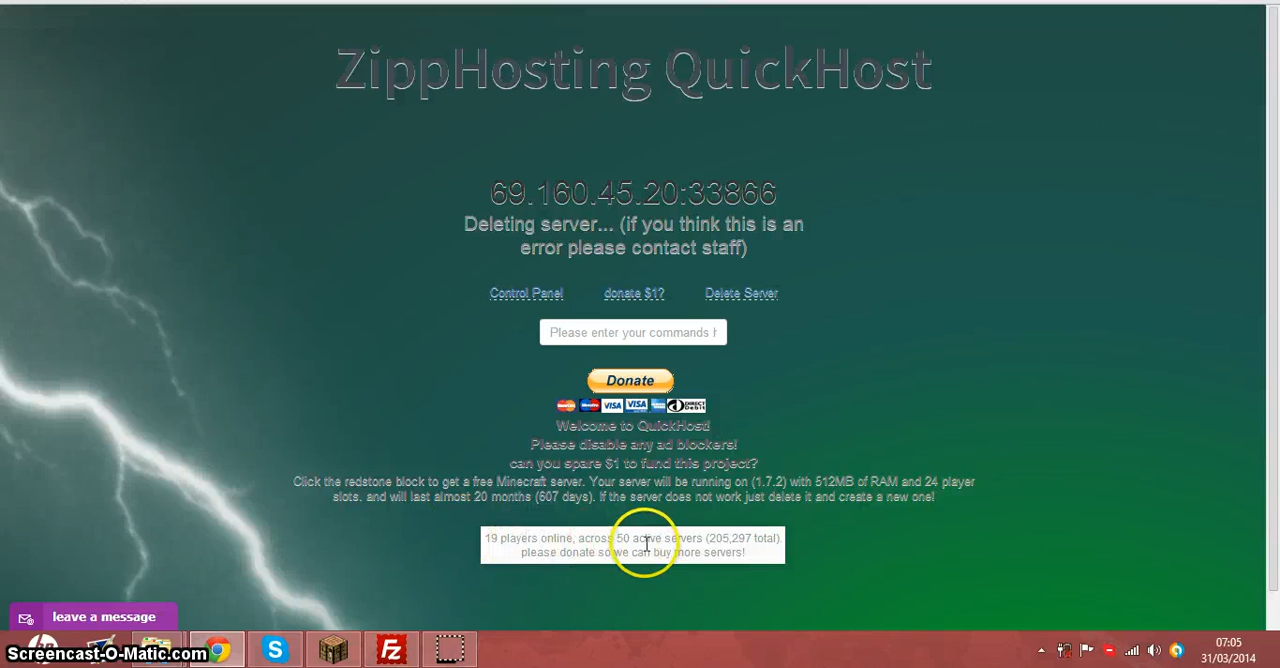 ZippHosting QuickHost
69.160.45.20:33866
Deleting server... (if you think this is an
error please contact staff)
Control Panel donate $1? Delete Server
Please enter your commands h
Donate
MasterCard VISA VISA DIRECT Debit
Welcome to QuickHost!
Please disable any ad blockers!
can you spare $1 to fund this project?
Click the redstone block to get a free Minecraft server. Your server will be running on (1.7.2) with 512MB of RAM and 24 player
slots. and will last almost 20 months (607 days). If the server does not work just delete it and create a new one!
19 players online, across 50 active servers (205,297 total).
please donate so we can buy more servers!
leave a message
Screencast-O-Matic.com
07:05
31/03/2014